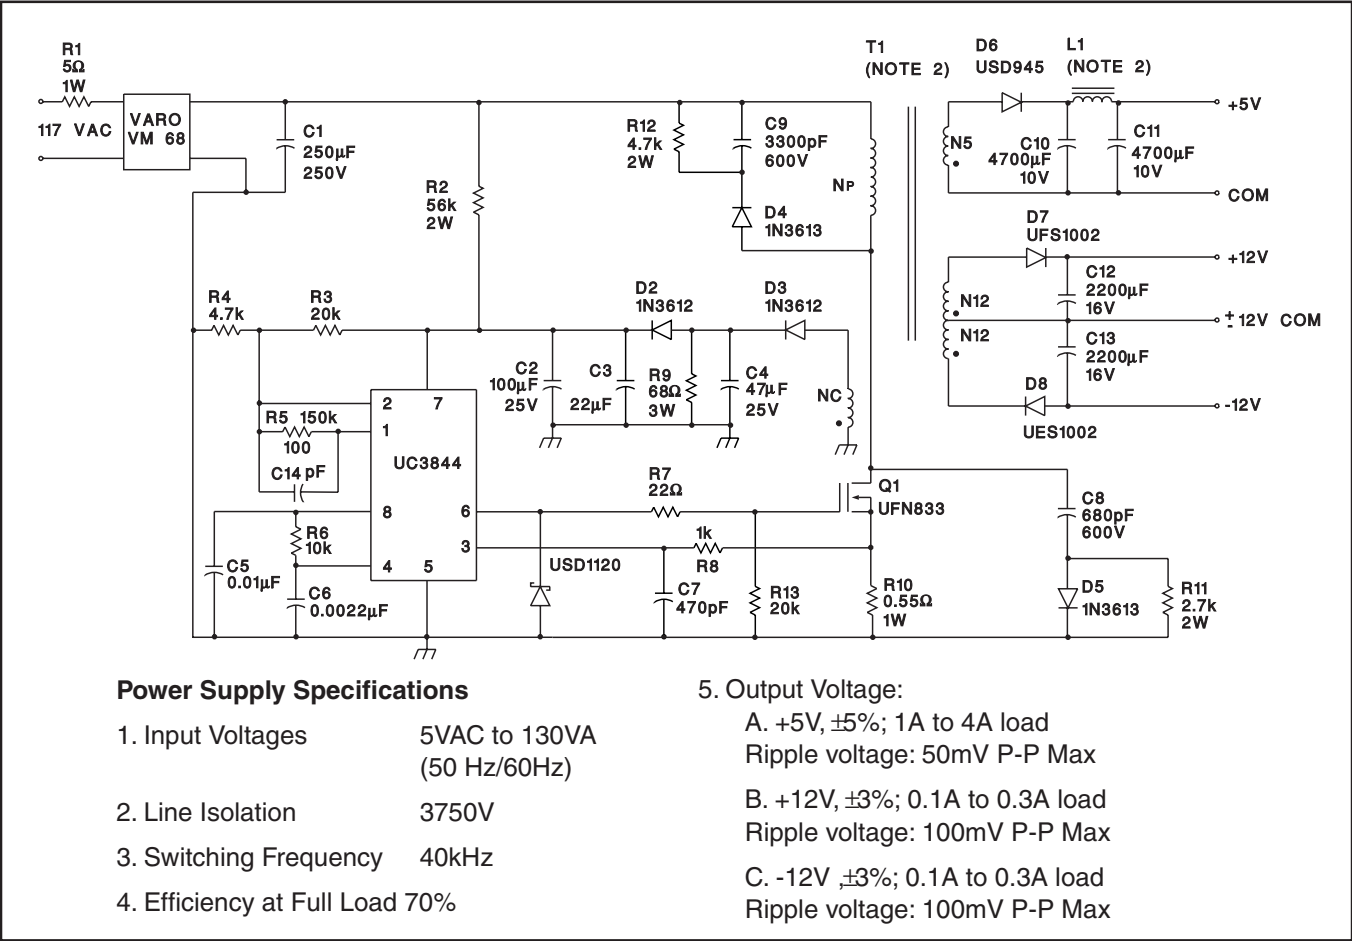 R1
5Ω
1W
117 VAC
VARO
VM 68
C1
250µF
250V
R2
56k
2W
R12
4.7k
2W
C9
3300pF
600V
D4
1N3613
T1
(NOTE 2)
NP
D6
USD945
L1
(NOTE 2)
+5V
N5
C10
4700µF
10V
C11
4700µF
10V
COM
D7
UFS1002
+12V
N12
N12
C12
2200µF
16V
± 12V COM
C13
2200µF
16V
D8
UES1002
-12V
R4
4.7k
R3
20k
D2
1N3612
D3
1N3612
C2
100µF
25V
C3
22µF
R9
68Ω
3W
C4
47µF
25V
NC
2
7
R5 150k
1
100
C14 pF
UC3844
8
6
R6
10k
3
4
5
C5
0.01µF
C6
0.0022µF
USD1120
R7
22Ω
1k
R8
C7
470pF
R13
20k
Q1
UFN833
R10
0.55Ω
1W
C8
680pF
600V
D5
1N3613
R11
2.7k
2W
Power Supply Specifications
1. Input Voltages 5VAC to 130VA
(50 Hz/60Hz)
2. Line Isolation 3750V
3. Switching Frequency 40kHz
4. Efficiency at Full Load 70%
5. Output Voltage:
A. +5V, ±5%; 1A to 4A load
Ripple voltage: 50mV P-P Max
B. +12V, ±3%; 0.1A to 0.3A load
Ripple voltage: 100mV P-P Max
C. -12V ,±3%; 0.1A to 0.3A load
Ripple voltage: 100mV P-P Max